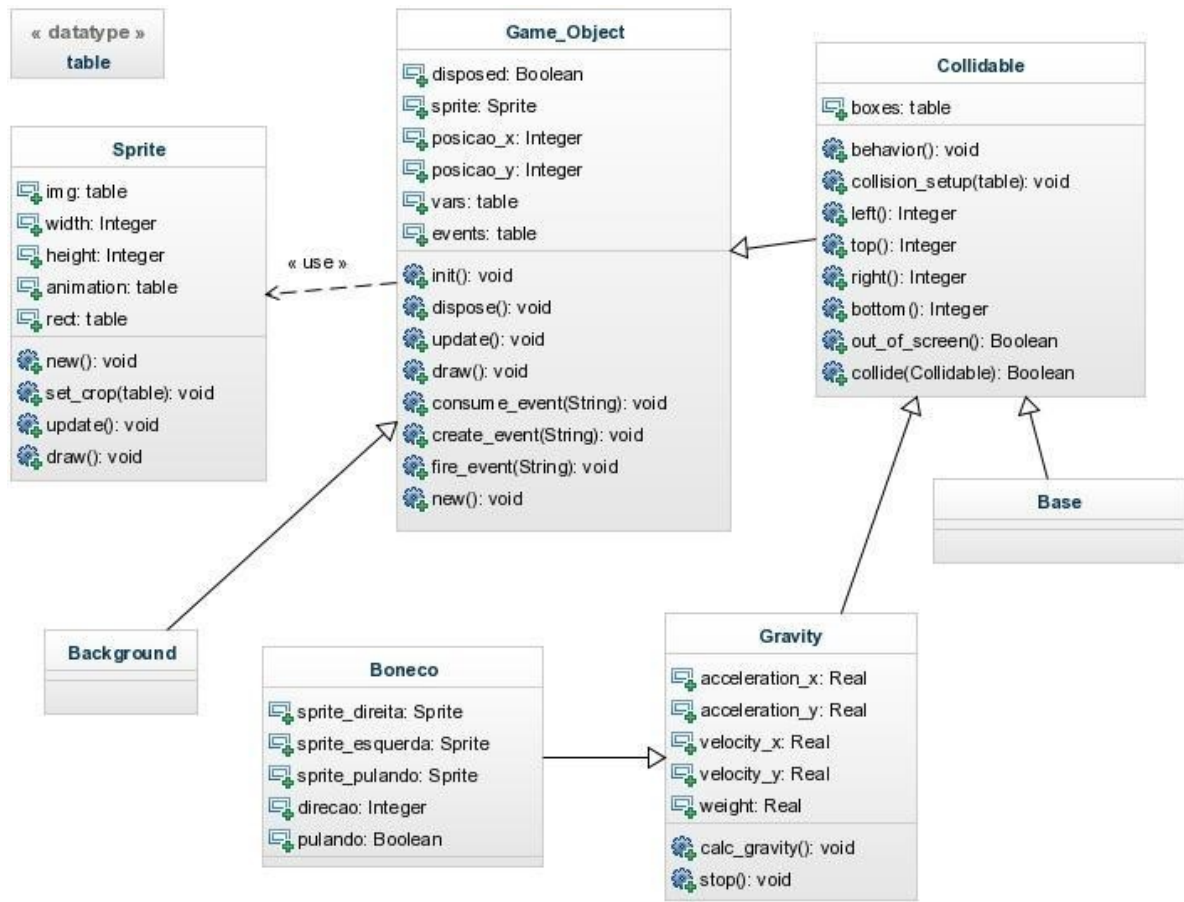 « datatype »
table
Sprite
img: table
width: Integer
height: Integer
animation: table
rect: table
new(): void
set_crop(table): void
update(): void
draw(): void
« use »
Game_Object
disposed: Boolean
sprite: Sprite
posicao_x: Integer
posicao_y: Integer
vars: table
events: table
init(): void
dispose(): void
update(): void
draw(): void
consume_event(String): void
create_event(String): void
fire_event(String): void
new(): void
Collidable
boxes: table
behavior(): void
collision_setup(table): void
left(): Integer
top(): Integer
right(): Integer
bottom(): Integer
out_of_screen(): Boolean
collide(Collidable): Boolean
Base
Background
Boneco
sprite_direita: Sprite
sprite_esquerda: Sprite
sprite_pulando: Sprite
direcao: Integer
pulando: Boolean
Gravity
acceleration_x: Real
acceleration_y: Real
velocity_x: Real
velocity_y: Real
weight: Real
calc_gravity(): void
stop(): void